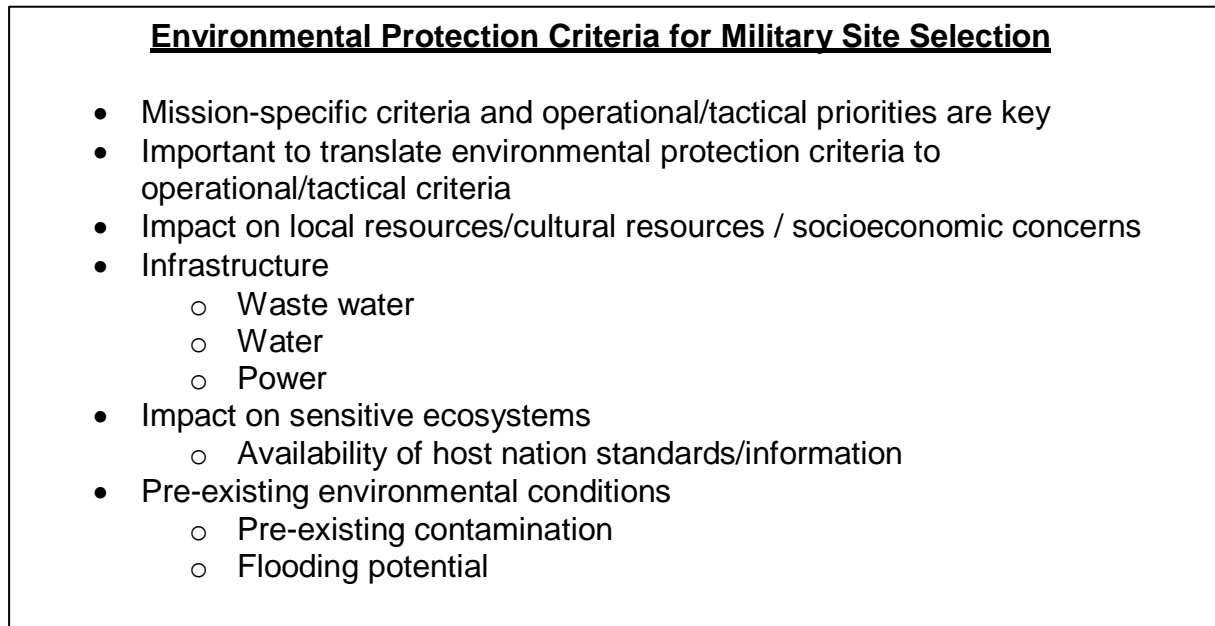 Environmental Protection Criteria for Military Site Selection
• Mission-specific criteria and operational/tactical priorities are key
• Important to translate environmental protection criteria to
operational/tactical criteria
• Impact on local resources/cultural resources / socioeconomic concerns
• Infrastructure
o Waste water
o Water
o Power
• Impact on sensitive ecosystems
o Availability of host nation standards/information
• Pre-existing environmental conditions
o Pre-existing contamination
o Flooding potential